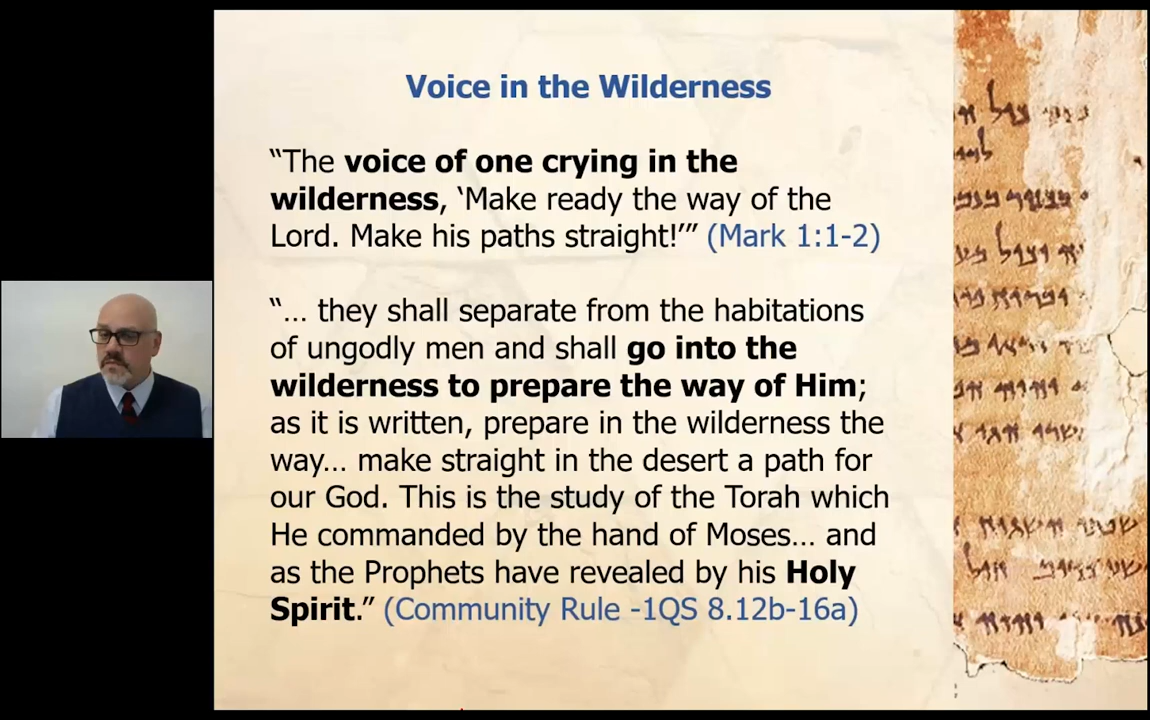 Voice in the Wilderness
“The voice of one crying in the
wilderness, ‘Make ready the way of the
Lord. Make his paths straight!’” (Mark 1:1-2)
“… they shall separate from the habitations
of ungodly men and shall go into the
wilderness to prepare the way of Him;
as it is written, prepare in the wilderness the
way… make straight in the desert a path for
our God. This is the study of the Torah which
He commanded by the hand of Moses… and
as the Prophets have revealed by his Holy
Spirit.” (Community Rule -1QS 8.12b-16a)